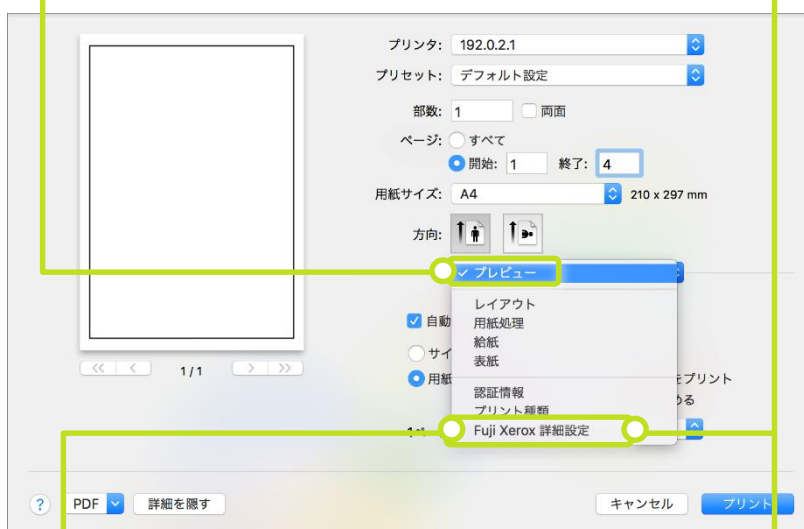 プリンタ: 192.0.2.1
プリセット: デフォルト設定
部数: 1 両面
ページ: すべて
開始: 1 終了: 4
用紙サイズ: A4 210 x 297 mm
方向:
✓ プレビュー
レイアウト
自動 用紙処理
給紙
サイ 表紙
用紙 をプリント
認証情報 める
プリント種類
Fuji Xerox 詳細設定
<< < 1 / 1 > >>
? PDF 詳細を隠す キャンセル プリント